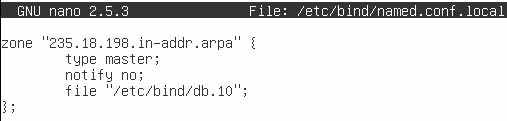 GNU nano 2.5.3 File: /etc/bind/named.conf.local
zone "235.18.198.in-addr.arpa" {
type master;
notify no;
file "/etc/bind/db.10";
};